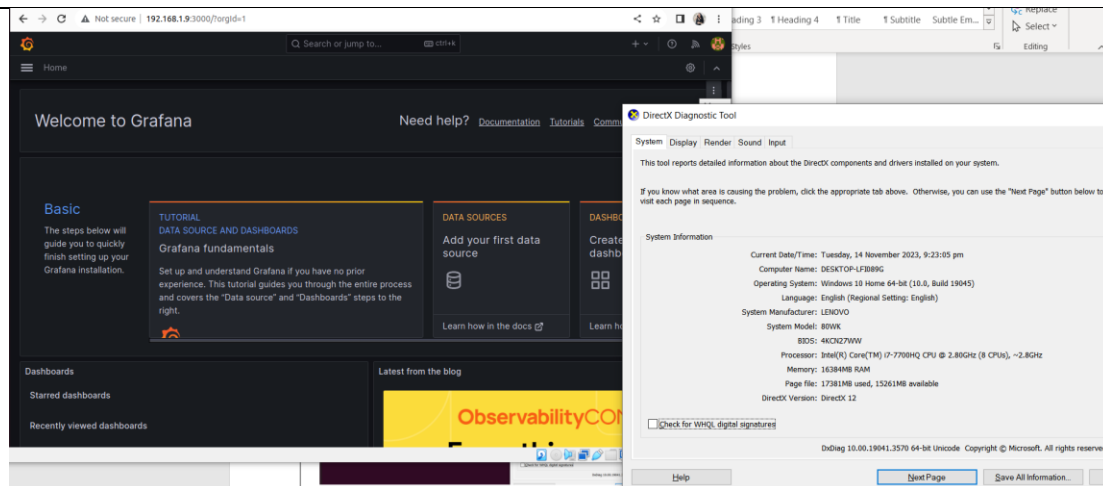 Not secure | 192.168.1.9:3000/?orgId=1
ading 3 ¶ Heading 4 ¶ Title ¶ Subtitle Subtle Em...
Replace
Select
Editing
Search or jump to... ctrl+k
Home
Welcome to Grafana
Need help? Documentation Tutorials Commu
Basic
The steps below will
guide you to quickly
finish setting up your
Grafana installation.
TUTORIAL
DATA SOURCE AND DASHBOARDS
Grafana fundamentals
Set up and understand Grafana if you have no prior
experience. This tutorial guides you through the entire process
and covers the "Data source" and "Dashboards" steps to the
right.
DATA SOURCES
Add your first data
source
Learn how in the docs
DASHBO
Create
dashb
Learn ho
Dashboards
Starred dashboards
Recently viewed dashboards
Latest from the blog
ObservabilityCON
DirectX Diagnostic Tool
System Display Render Sound Input
This tool reports detailed information about the DirectX components and drivers installed on your system.
If you know what area is causing the problem, click the appropriate tab above. Otherwise, you can use the "Next Page" button below to
visit each page in sequence.
System Information
Current Date/Time: Tuesday, 14 November 2023, 9:23:05 pm
Computer Name: DESKTOP-LFI089G
Operating System: Windows 10 Home 64-bit (10.0, Build 19045)
Language: English (Regional Setting: English)
System Manufacturer: LENOVO
System Model: 80WK
BIOS: 4KCN27WW
Processor: Intel(R) Core(TM) i7-7700HQ CPU @ 2.80GHz (8 CPUs), ~2.8GHz
Memory: 16384MB RAM
Page file: 17381MB used, 15261MB available
DirectX Version: DirectX 12
Check for WHQL digital signatures
DxDiag 10.00.19041.3570 64-bit Unicode Copyright © Microsoft. All rights reserve
Help
Next Page
Save All Information...